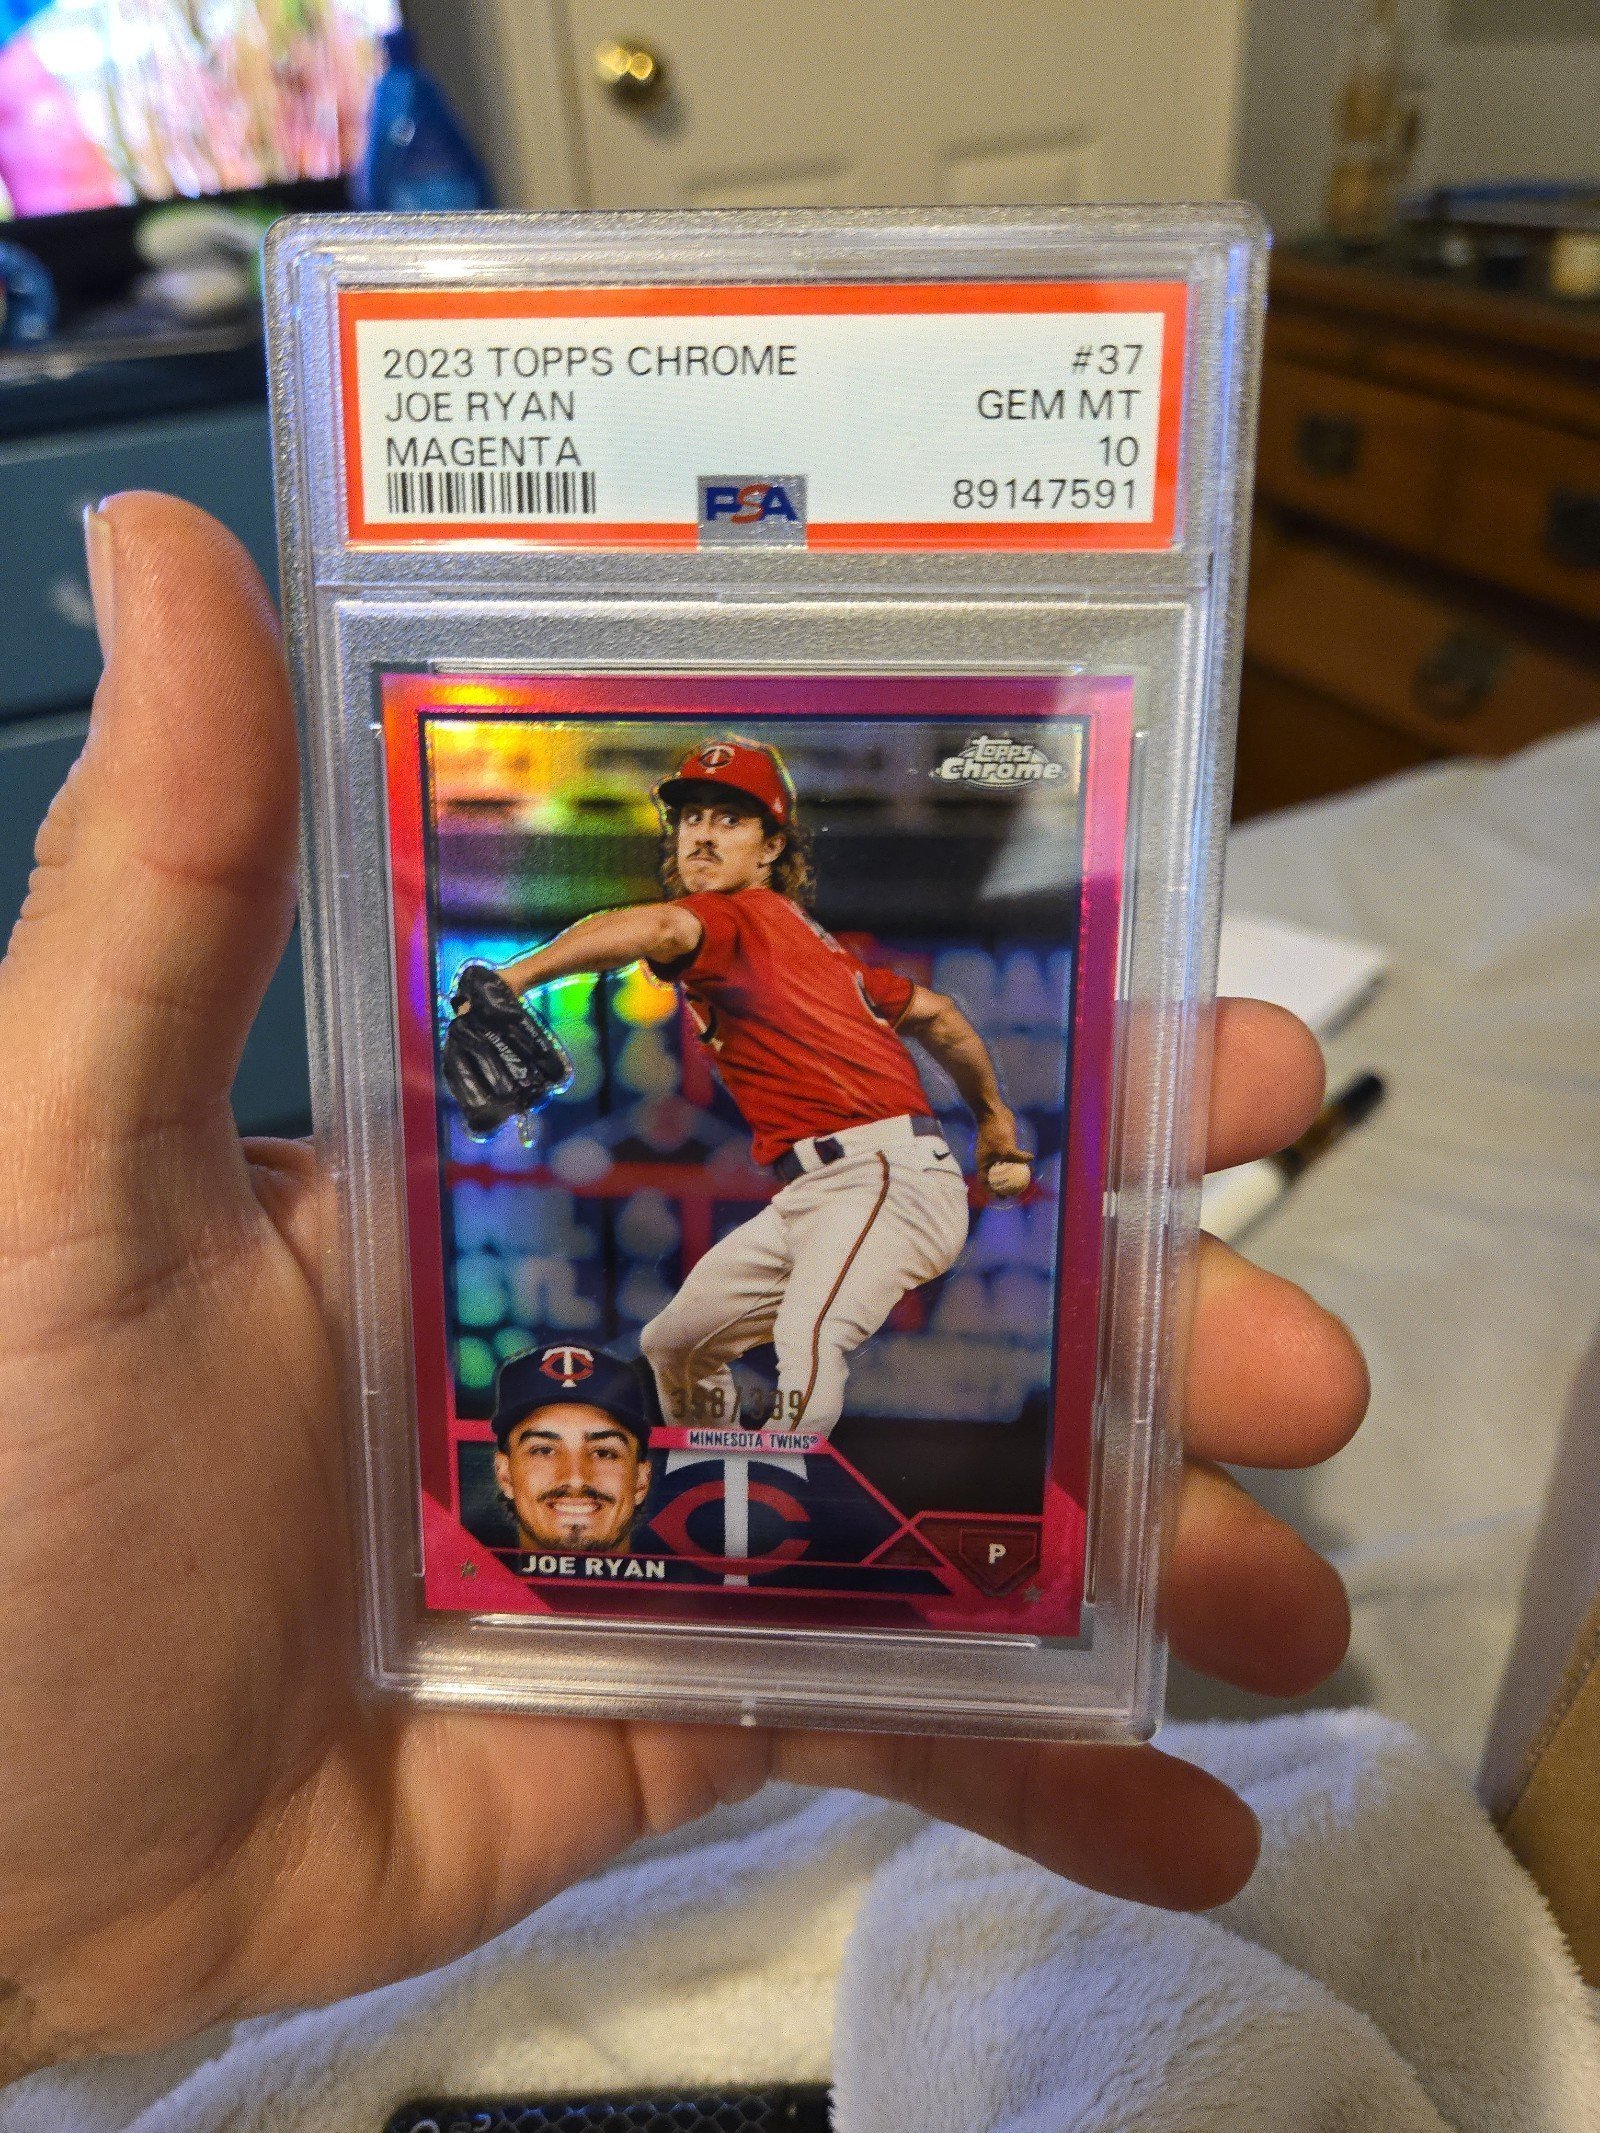 2023 TOPPS CHROME #37
JOE RYAN GEM MT
MAGENTA 10
PSA 89147591
Topps
Chrome
MINNESOTA TWINS®
JOE RYAN
P